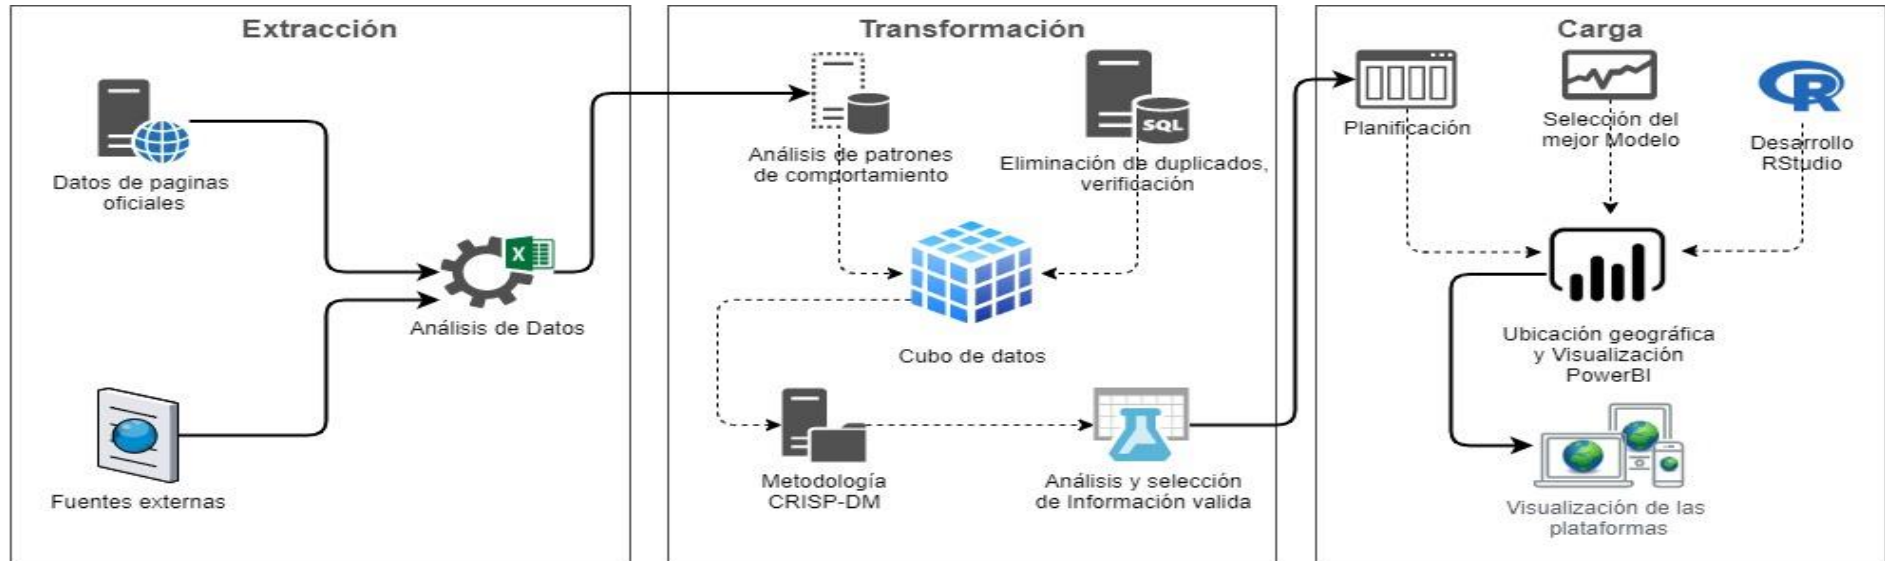 Extracción
Datos de paginas
oficiales
X
Análisis de Datos
Fuentes externas
Transformación
Análisis de patrones
de comportamiento
SQL
Eliminación de duplicados,
verificación
Cubo de datos
Metodología
CRISP-DM
Análisis y selección
de Información valida
Carga
Planificación
Selección del
mejor Modelo
R
Desarrollo
RStudio
Ubicación geográfica
y Visualización
PowerBI
Visualización de las
plataformas